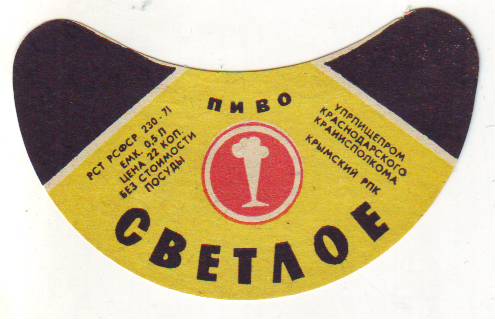 ПИВО
РСТ РСФСР 230-71
ЕМК. 0,5 Л
ЦЕНА 22 КОП.
БЕЗ СТОИМОСТИ
ПОСУДЫ
УПРПИЩЕПРОМ
КРАСНОДАРСКОГО
КРАЙИСПОЛКОМА
КРЫМСКИЙ РПК
СВЕТЛОЕ